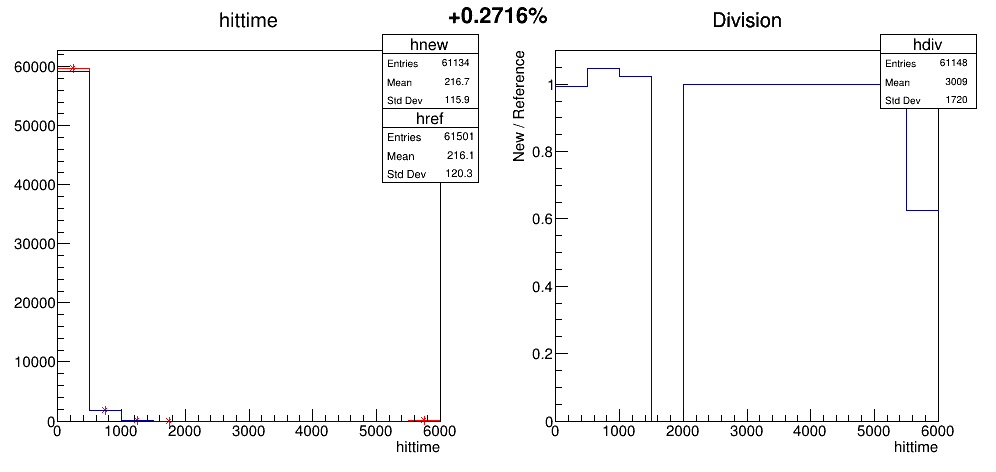 +0.2716%
hittime
hnew
Entries 61134
Mean 216.7
Std Dev 115.9
href
Entries 61501
Mean 216.1
Std Dev 120.3
60000
50000
40000
30000
20000
10000
0
0 1000 2000 3000 4000 5000 6000
hittime
Division
hdiv
Entries 61148
Mean 3009
Std Dev 1720
New / Reference
1
0.8
0.6
0.4
0.2
0
0 1000 2000 3000 4000 5000 6000
hittime